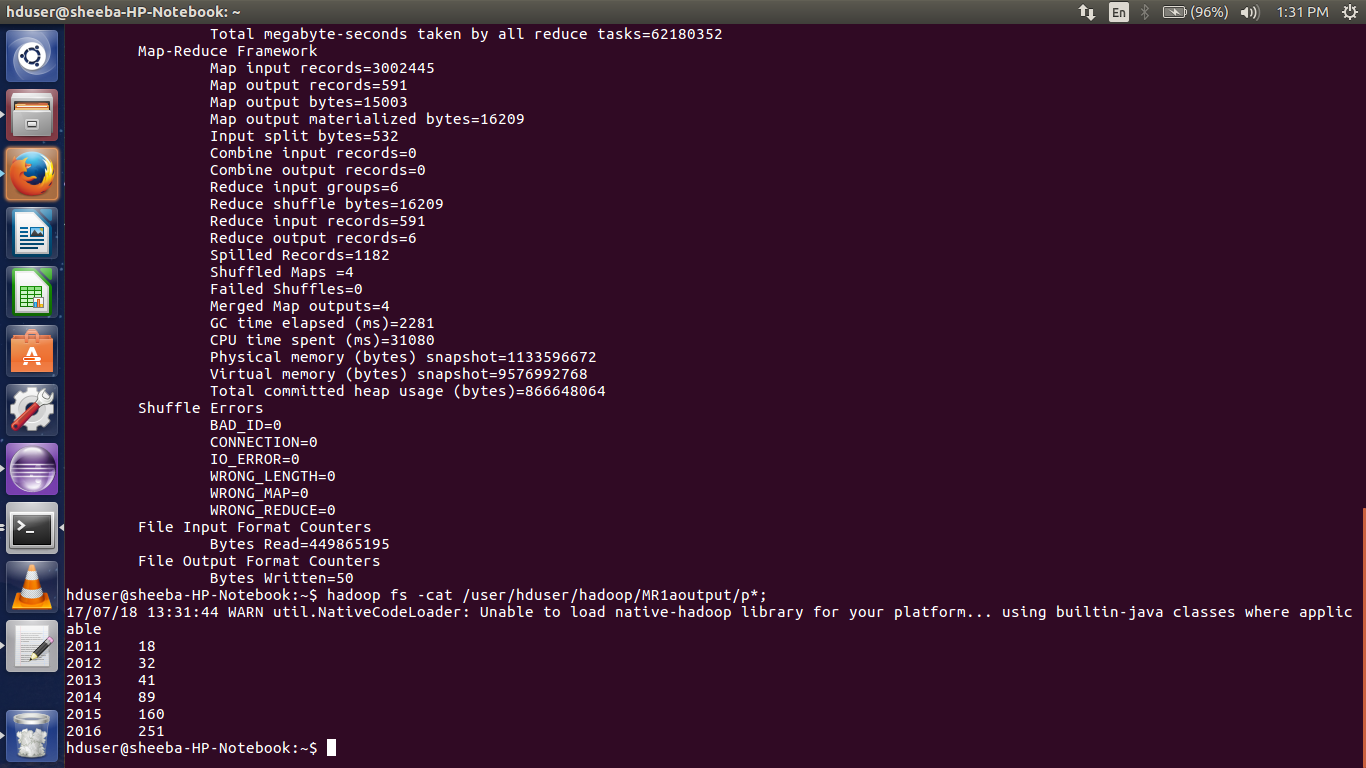 hduser@sheeba-HP-Notebook: ~
En
(96%)
1:31 PM
Total megabyte-seconds taken by all reduce tasks=62180352
Map-Reduce Framework
Map input records=3002445
Map output records=591
Map output bytes=15003
Map output materialized bytes=16209
Input split bytes=532
Combine input records=0
Combine output records=0
Reduce input groups=6
Reduce shuffle bytes=16209
Reduce input records=591
Reduce output records=6
Spilled Records=1182
Shuffled Maps =4
Failed Shuffles=0
Merged Map outputs=4
GC time elapsed (ms)=2281
CPU time spent (ms)=31080
Physical memory (bytes) snapshot=1133596672
Virtual memory (bytes) snapshot=9576992768
Total committed heap usage (bytes)=866648064
Shuffle Errors
BAD_ID=0
CONNECTION=0
IO_ERROR=0
WRONG_LENGTH=0
WRONG_MAP=0
WRONG_REDUCE=0
File Input Format Counters
Bytes Read=449865195
File Output Format Counters
Bytes Written=50
hduser@sheeba-HP-Notebook:~$ hadoop fs -cat /user/hduser/hadoop/MR1aoutput/p*;
17/07/18 13:31:44 WARN util.NativeCodeLoader: Unable to load native-hadoop library for your platform... using builtin-java classes where applic
able
2011 18
2012 32
2013 41
2014 89
2015 160
2016 251
hduser@sheeba-HP-Notebook:~$